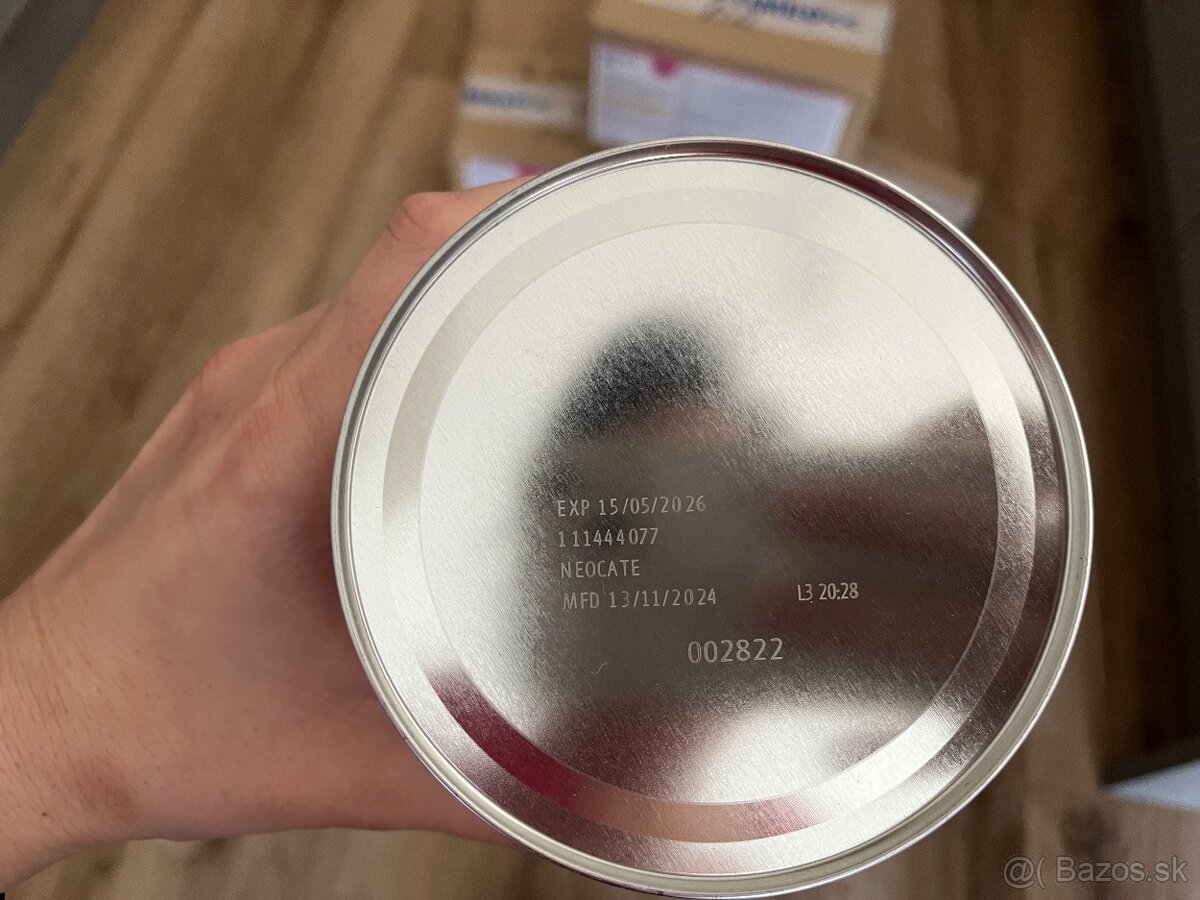 EXP 15/05/2026
111444077
NEOCATE
MFD 13/11/2024 L3 20:28
002822
@( Bazos.sk